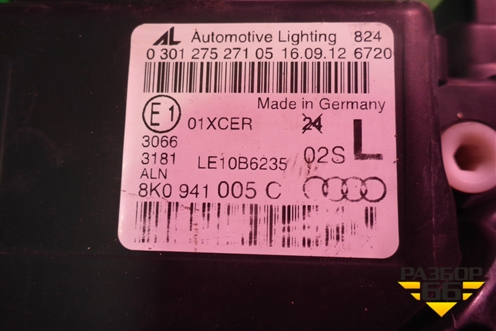 AL Automotive Lighting 824
0 301 275 271 05 16.09.12 6720
Made in Germany
E1 01XCER 24
3066
3181 LE10B6235 02S L
ALN
8K0 941 005 C
РАЗБОР
66